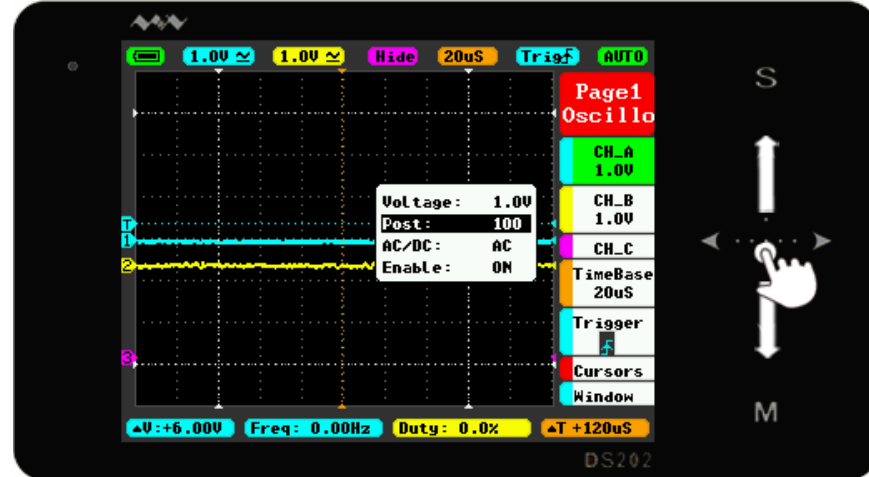 1.0V Hide 1.0V 20uS Trig AUTO
S
Page1
Oscillo
CH_A
1.0V
CH_B
1.0V
CH_C
TimeBase
20uS
Trigger
Cursors
Window
Voltage: 1.0V
Post: 100
AC/DC: AC
Enable: ON
T
1
2
3
▲V:+6.00V Freq: 0.00Hz Duty: 0.0% ▲T +120uS
M
DS202